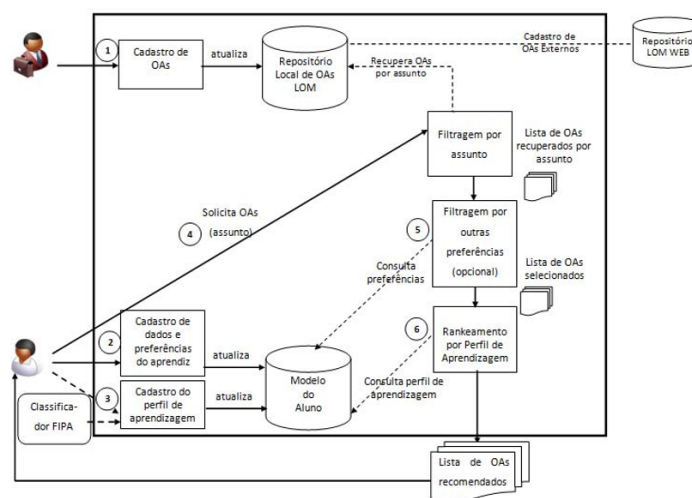 1
Cadastro de
OAs
atualiza
Repositório
Local de OAs
LOM
Cadastro de
OAs Externos
Repositório
LOM WEB
Recupera OAs
por assunto
Filtragem por
assunto
Lista de OAs
recuperados por
assunto
4
Solicita OAs
(assunto)
5
Filtragem por
outras
preferências
(opcional)
Consulta
preferências
Lista de OAs
selecionados
6
Rankeamento
por Perfil de
Aprendizagem
2
Cadastro de
dados e
preferências
do aprendiz
atualiza
Modelo
do
Aluno
Consulta perfil de
aprendizagem
3
Cadastro do
perfil de
aprendizagem
atualiza
Classifica-
dor FIPA
Lista de OAs
recomendados